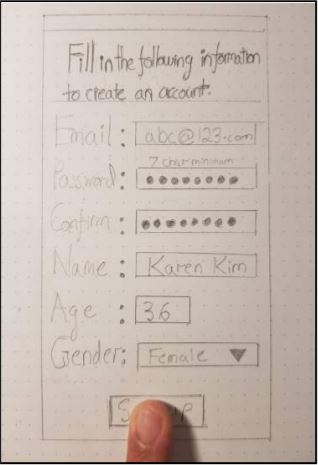 Fill in the following information
to create an account.
Email : abc@123.com
7 char minimum
Password:
Confirm :
Name : Karen Kim
Age : 36
Gender: Female